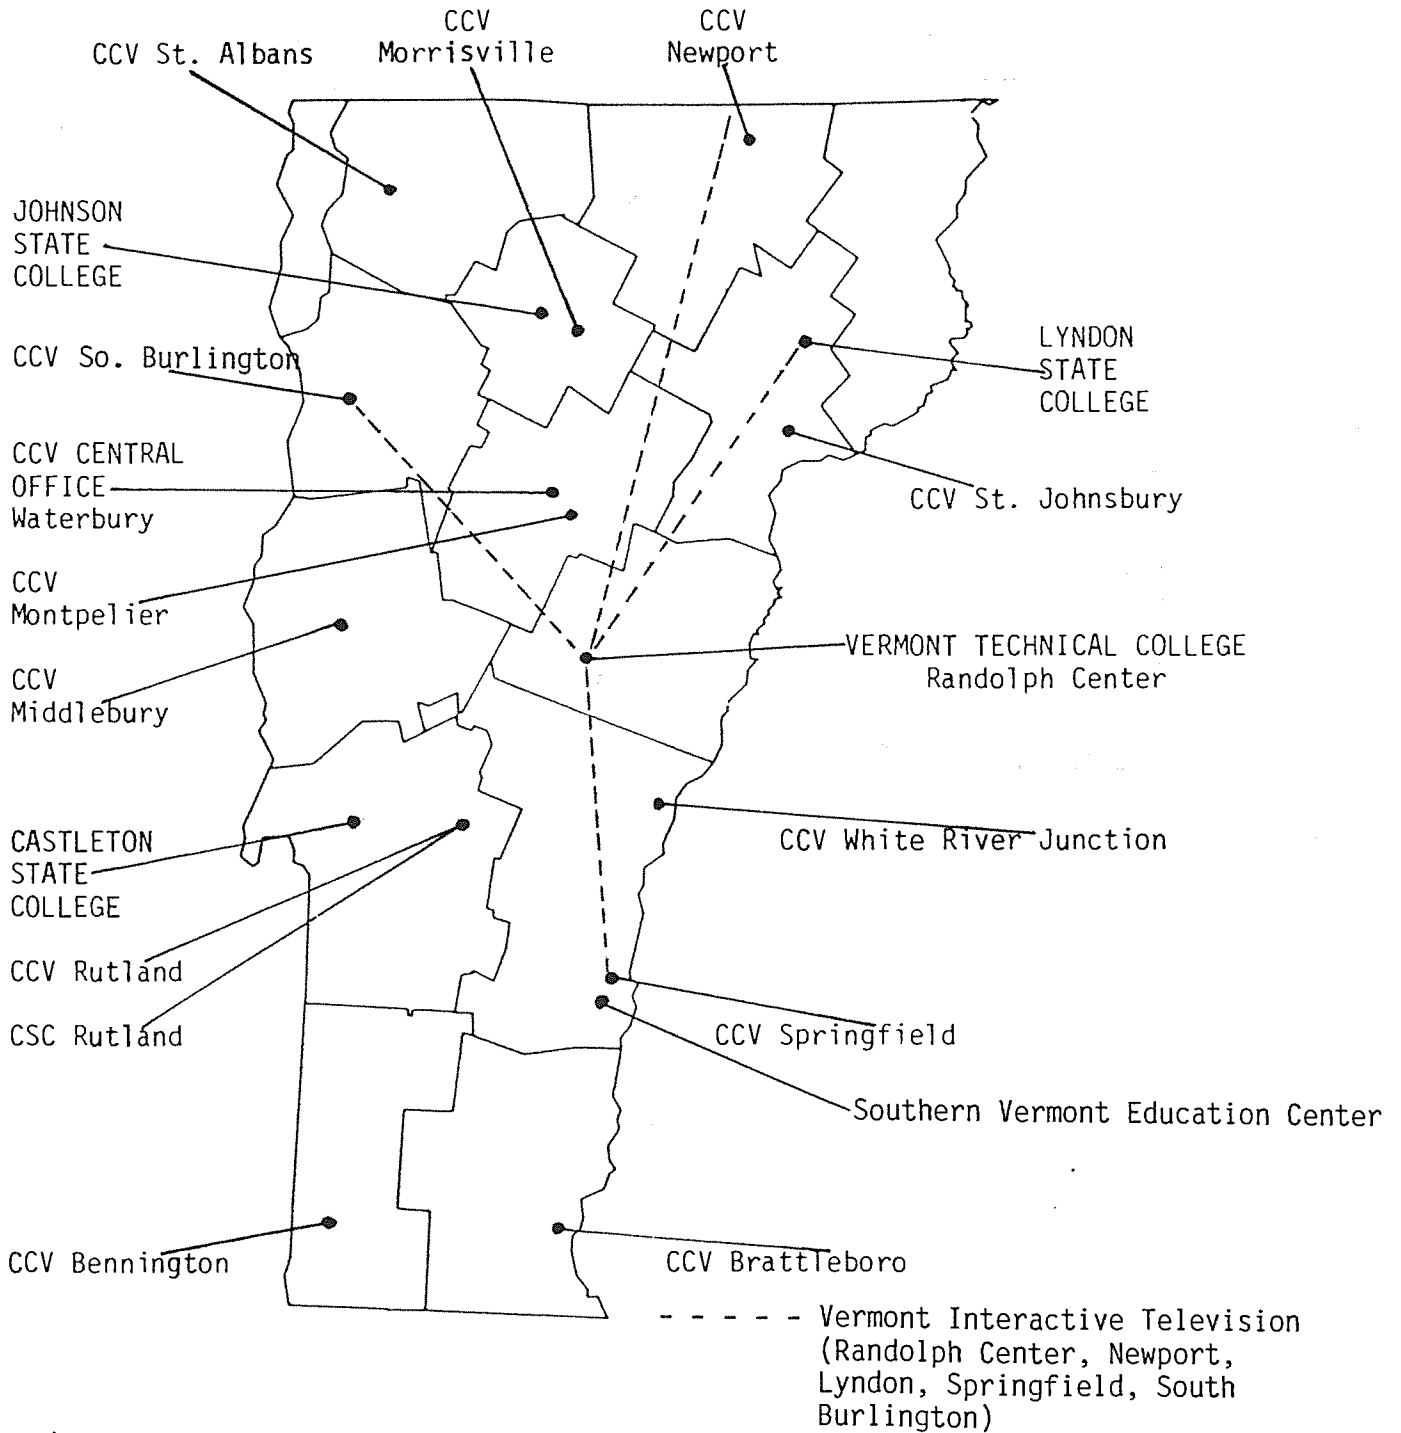 CCV
Morrisville
CCV
Newport
CCV St. Albans
JOHNSON
STATE
COLLEGE
CCV So. Burlington
LYNDON
STATE
COLLEGE
CCV CENTRAL
OFFICE
Waterbury
CCV St. Johnsbury
CCV
Montpelier
VERMONT TECHNICAL COLLEGE
Randolph Center
CCV
Middlebury
CASTLETON
STATE
COLLEGE
CCV White River Junction
CCV Rutland
CSC Rutland
CCV Springfield
Southern Vermont Education Center
CCV Bennington
CCV Brattleboro
- - - - - Vermont Interactive Television
(Randolph Center, Newport,
Lyndon, Springfield, South
Burlington)